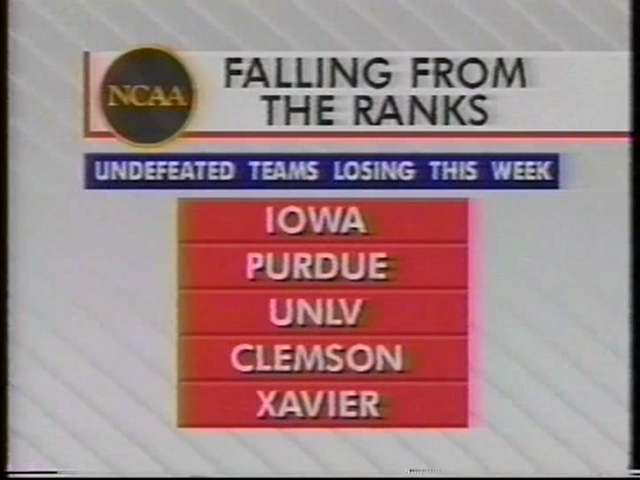 NCAA
FALLING FROM
THE RANKS
UNDEFEATED TEAMS LOSING THIS WEEK
IOWA
PURDUE
UNLV
CLEMSON
XAVIER